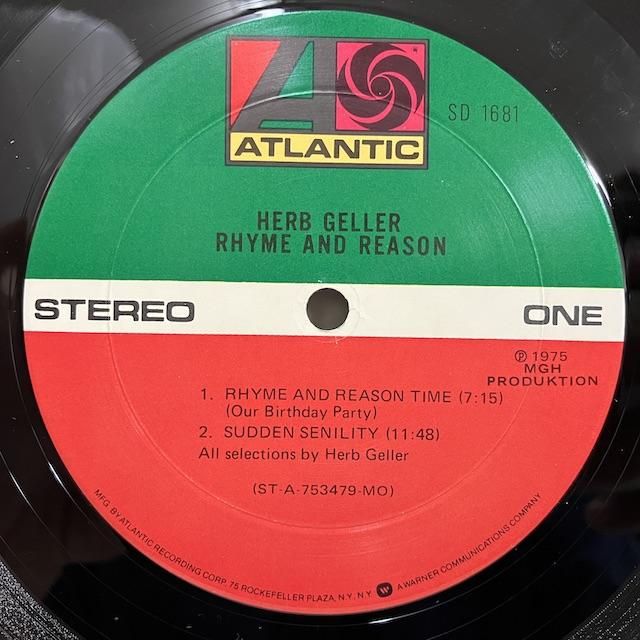 ATLANTIC
SD 1681
HERB GELLER
RHYME AND REASON
STEREO
ONE
℗ 1975
MGH
PRODUKTION
1. RHYME AND REASON TIME (7:15)
(Our Birthday Party)
2. SUDDEN SENILITY (11:48)
All selections by Herb Geller
(ST-A-753479-MO)
MFG. BY ATLANTIC RECORDING CORP. 75 ROCKEFELLER PLAZA, N.Y. N.Y. A WARNER COMMUNICATIONS COMPANY